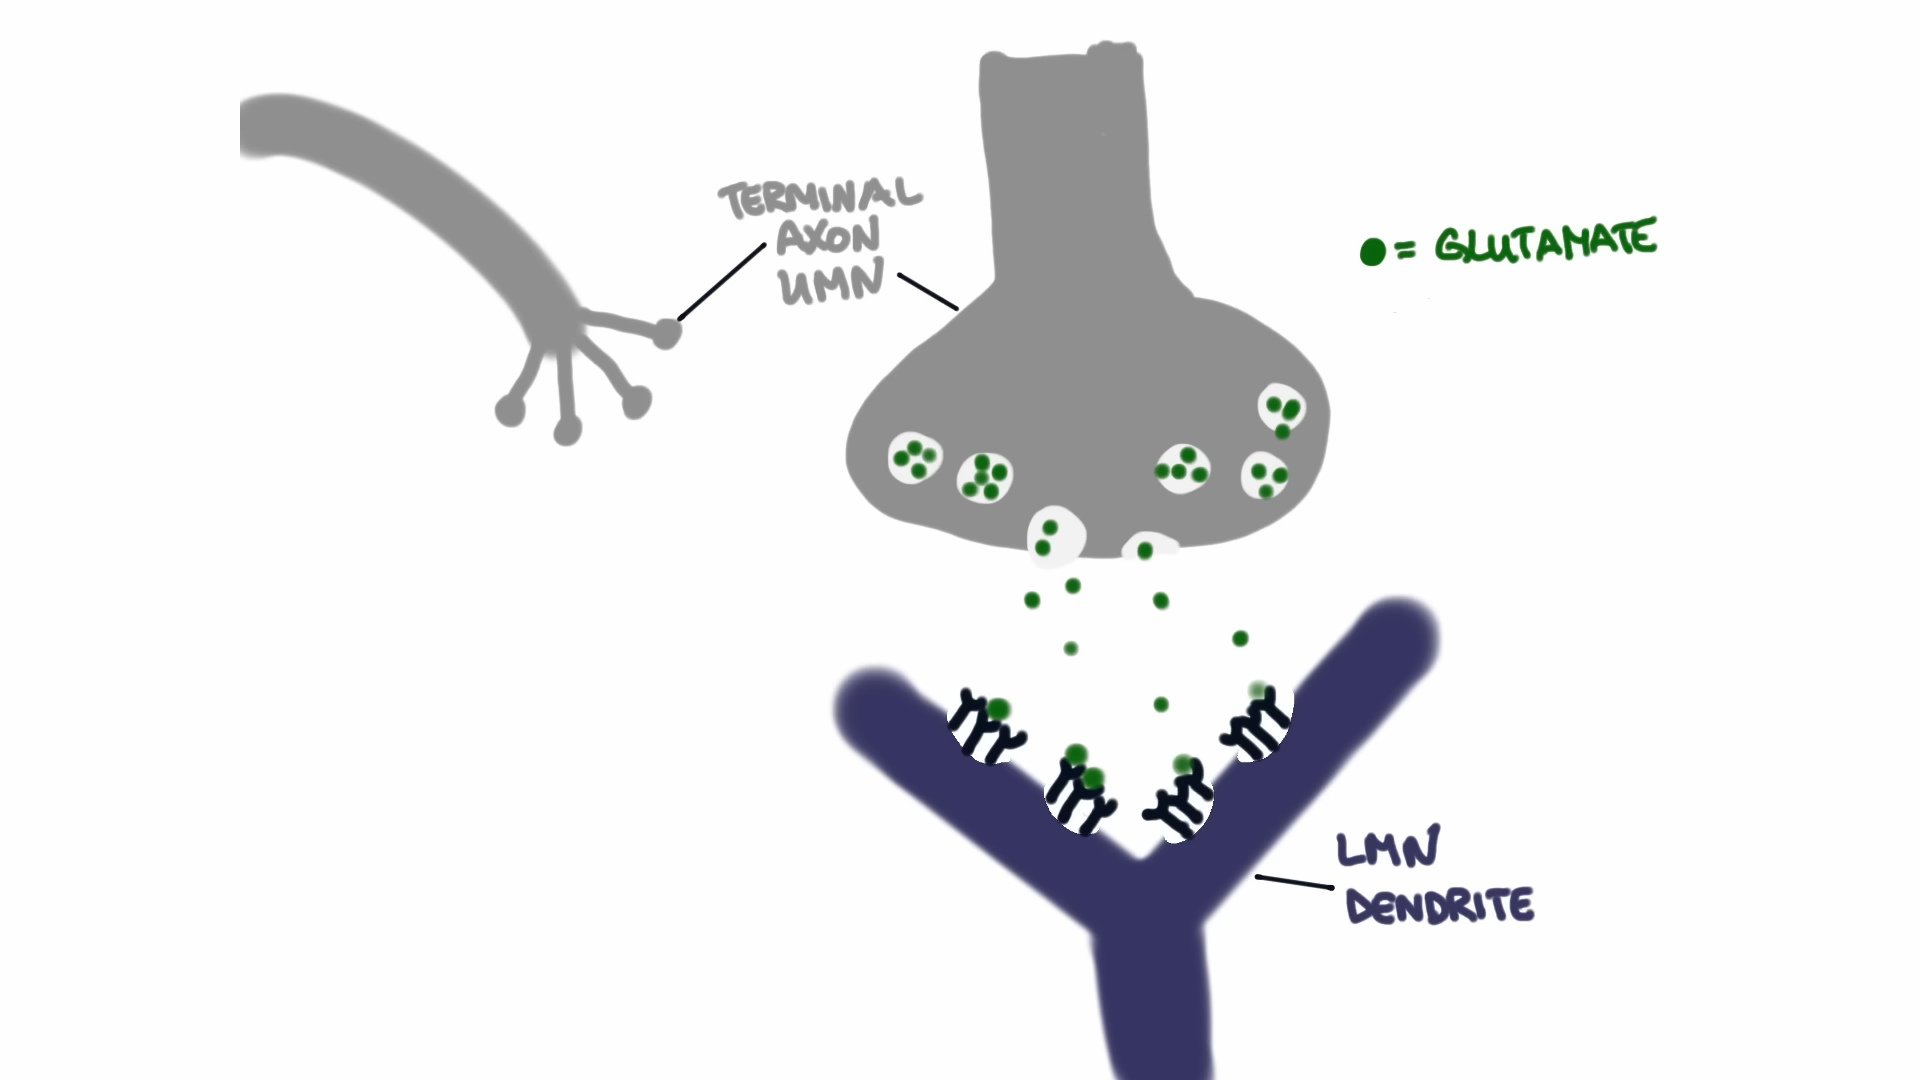 TERMINAL
AXON
UMN
= GLUTAMATE
LMN
DENDRITE